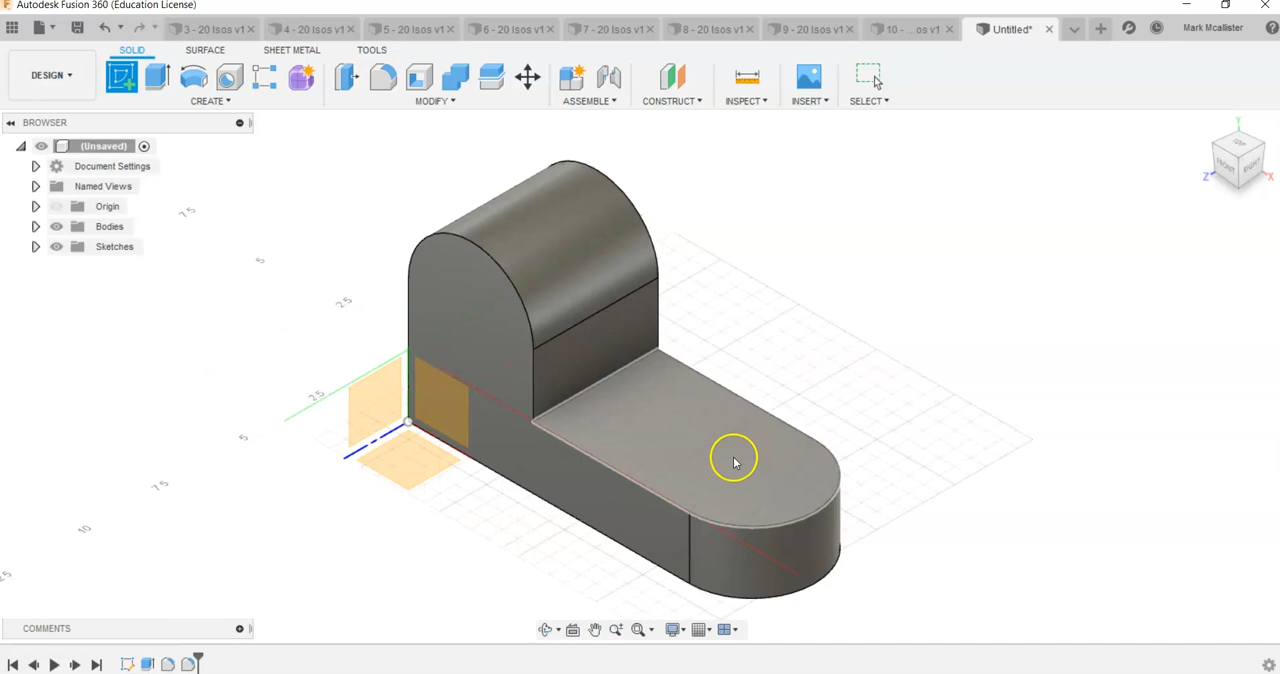 Autodesk Fusion 360 (Education License)
3 - 20 Isos v1 4 - 20 Isos v1 5 - 20 Isos v1 6 - 20 Isos v1 7 - 20 Isos v1 8 - 20 Isos v1 9 - 20 Isos v1 10 - ...os v1 Untitled* Mark Mcalister
SOLID SURFACE SHEET METAL TOOLS
DESIGN
CREATE MODIFY ASSEMBLE CONSTRUCT INSPECT INSERT SELECT
BROWSER
(Unsaved)
Document Settings
Named Views
Origin
Bodies
Sketches
TOP
FRONT RIGHT
Y
Z X
7.5
5
2.5
2.5
5
7.5
10
COMMENTS